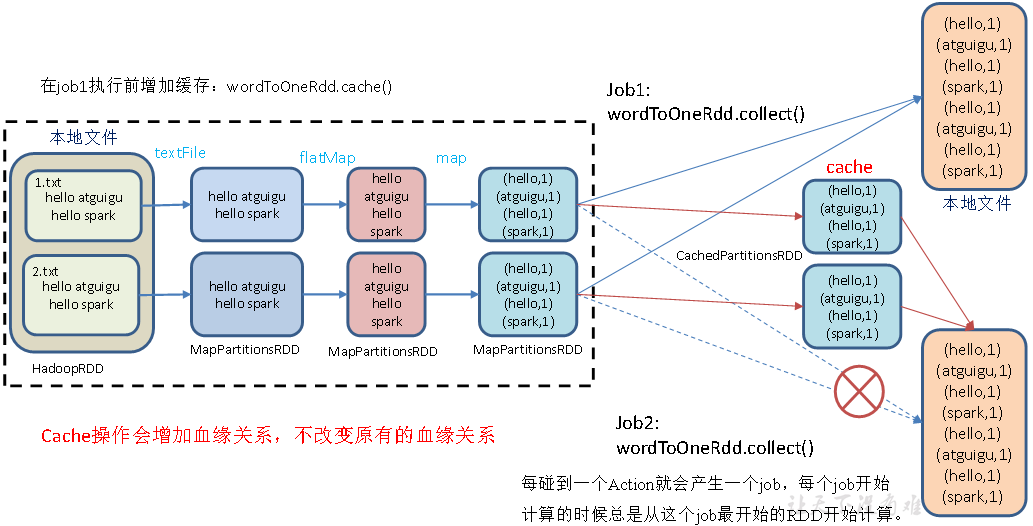 在job1执行前增加缓存：wordToOneRdd.cache()
本地文件
textFile
flatMap
map
1.txt
hello atguigu
hello spark
hello atguigu
hello spark
hello
atguigu
hello
spark
(hello,1)
(atguigu,1)
(hello,1)
(spark,1)
2.txt
hello atguigu
hello spark
hello atguigu
hello spark
hello
atguigu
hello
spark
(hello,1)
(atguigu,1)
(hello,1)
(spark,1)
HadoopRDD
MapPartitionsRDD
MapPartitionsRDD
MapPartitionsRDD
Cache操作会增加血缘关系，不改变原有的血缘关系
Job1:
wordToOneRdd.collect()
cache
(hello,1)
(atguigu,1)
(hello,1)
(spark,1)
CachedPartitionsRDD
(hello,1)
(atguigu,1)
(hello,1)
(spark,1)
(hello,1)
(atguigu,1)
(hello,1)
(spark,1)
(hello,1)
(atguigu,1)
(hello,1)
(spark,1)
本地文件
Job2:
wordToOneRdd.collect()
(hello,1)
(atguigu,1)
(hello,1)
(spark,1)
(hello,1)
(atguigu,1)
(hello,1)
(spark,1)
每碰到一个Action就会产生一个job，每个job开始
计算的时候总是从这个job最开始的RDD开始计算。